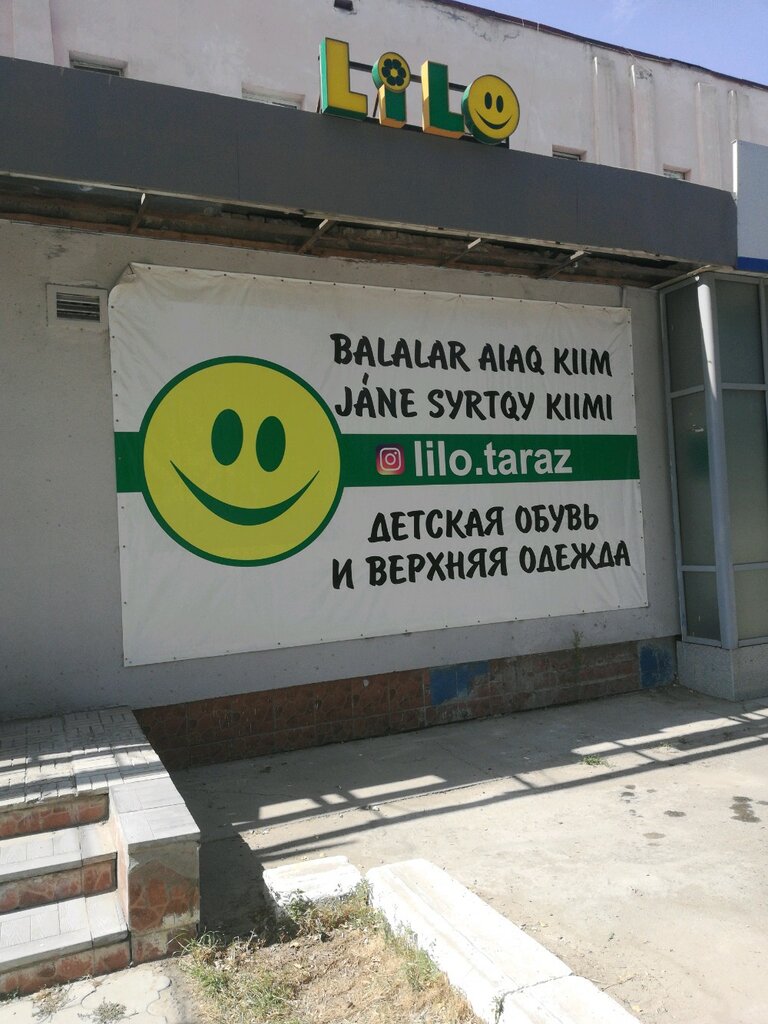 LiLO
BALALAR AIAQ KIIM
JÁNE SYRTQY KIIMI
lilo.taraz
ДЕТСКАЯ ОБУВЬ
И ВЕРХНЯЯ ОДЕЖДА